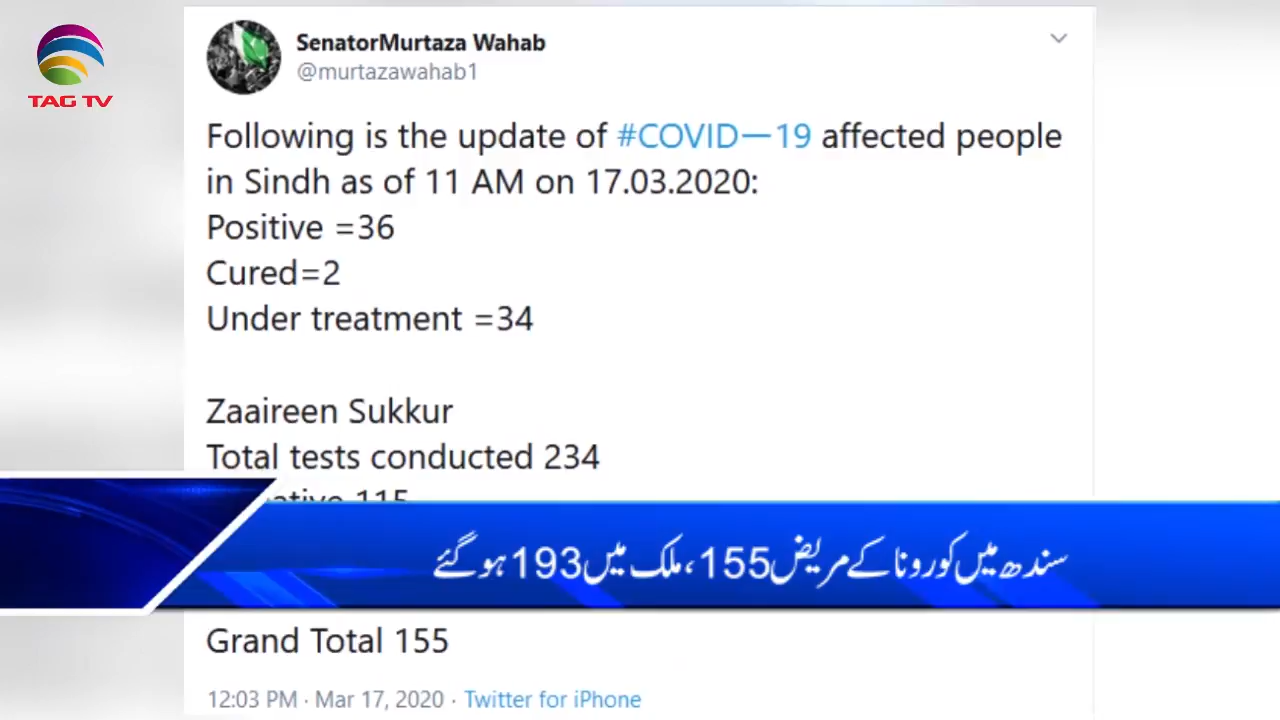 TAG TV
SenatorMurtaza Wahab
@murtazawahab1
Following is the update of #COVID—19 affected people
in Sindh as of 11 AM on 17.03.2020:
Positive =36
Cured=2
Under treatment =34
Zaaireen Sukkur
Total tests conducted 234
115
سندھ میں کورونا کے مریض 155، ملک میں 193 ہو گئے
Grand Total 155
12:03 PM · Mar 17, 2020 · Twitter for iPhone